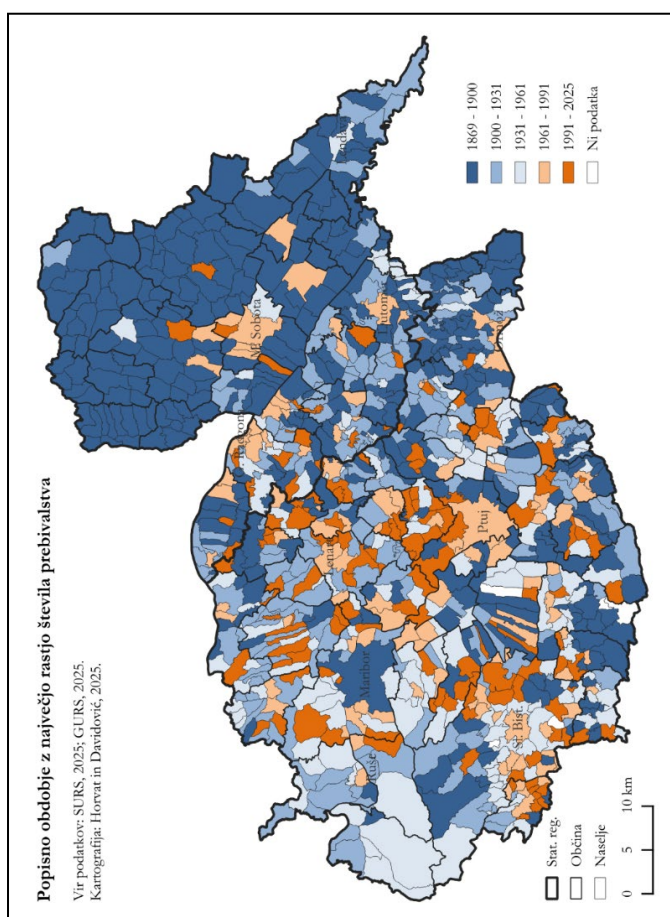 Popisno obdobje z največjo rastjo števila prebivalstva
Vir podatkov: SURS, 2025; GURS, 2025.
Kartografija: Horvat in Davidović, 2025.
M. Sobota
Lenart
Maribor
Ruše
Ptuj
Sl. Bist.
1869 - 1900
1900 - 1931
1931 - 1961
1961 - 1991
1991 - 2025
Ni podatka
Stat. reg.
Občina
Naselje
0 5 10 km